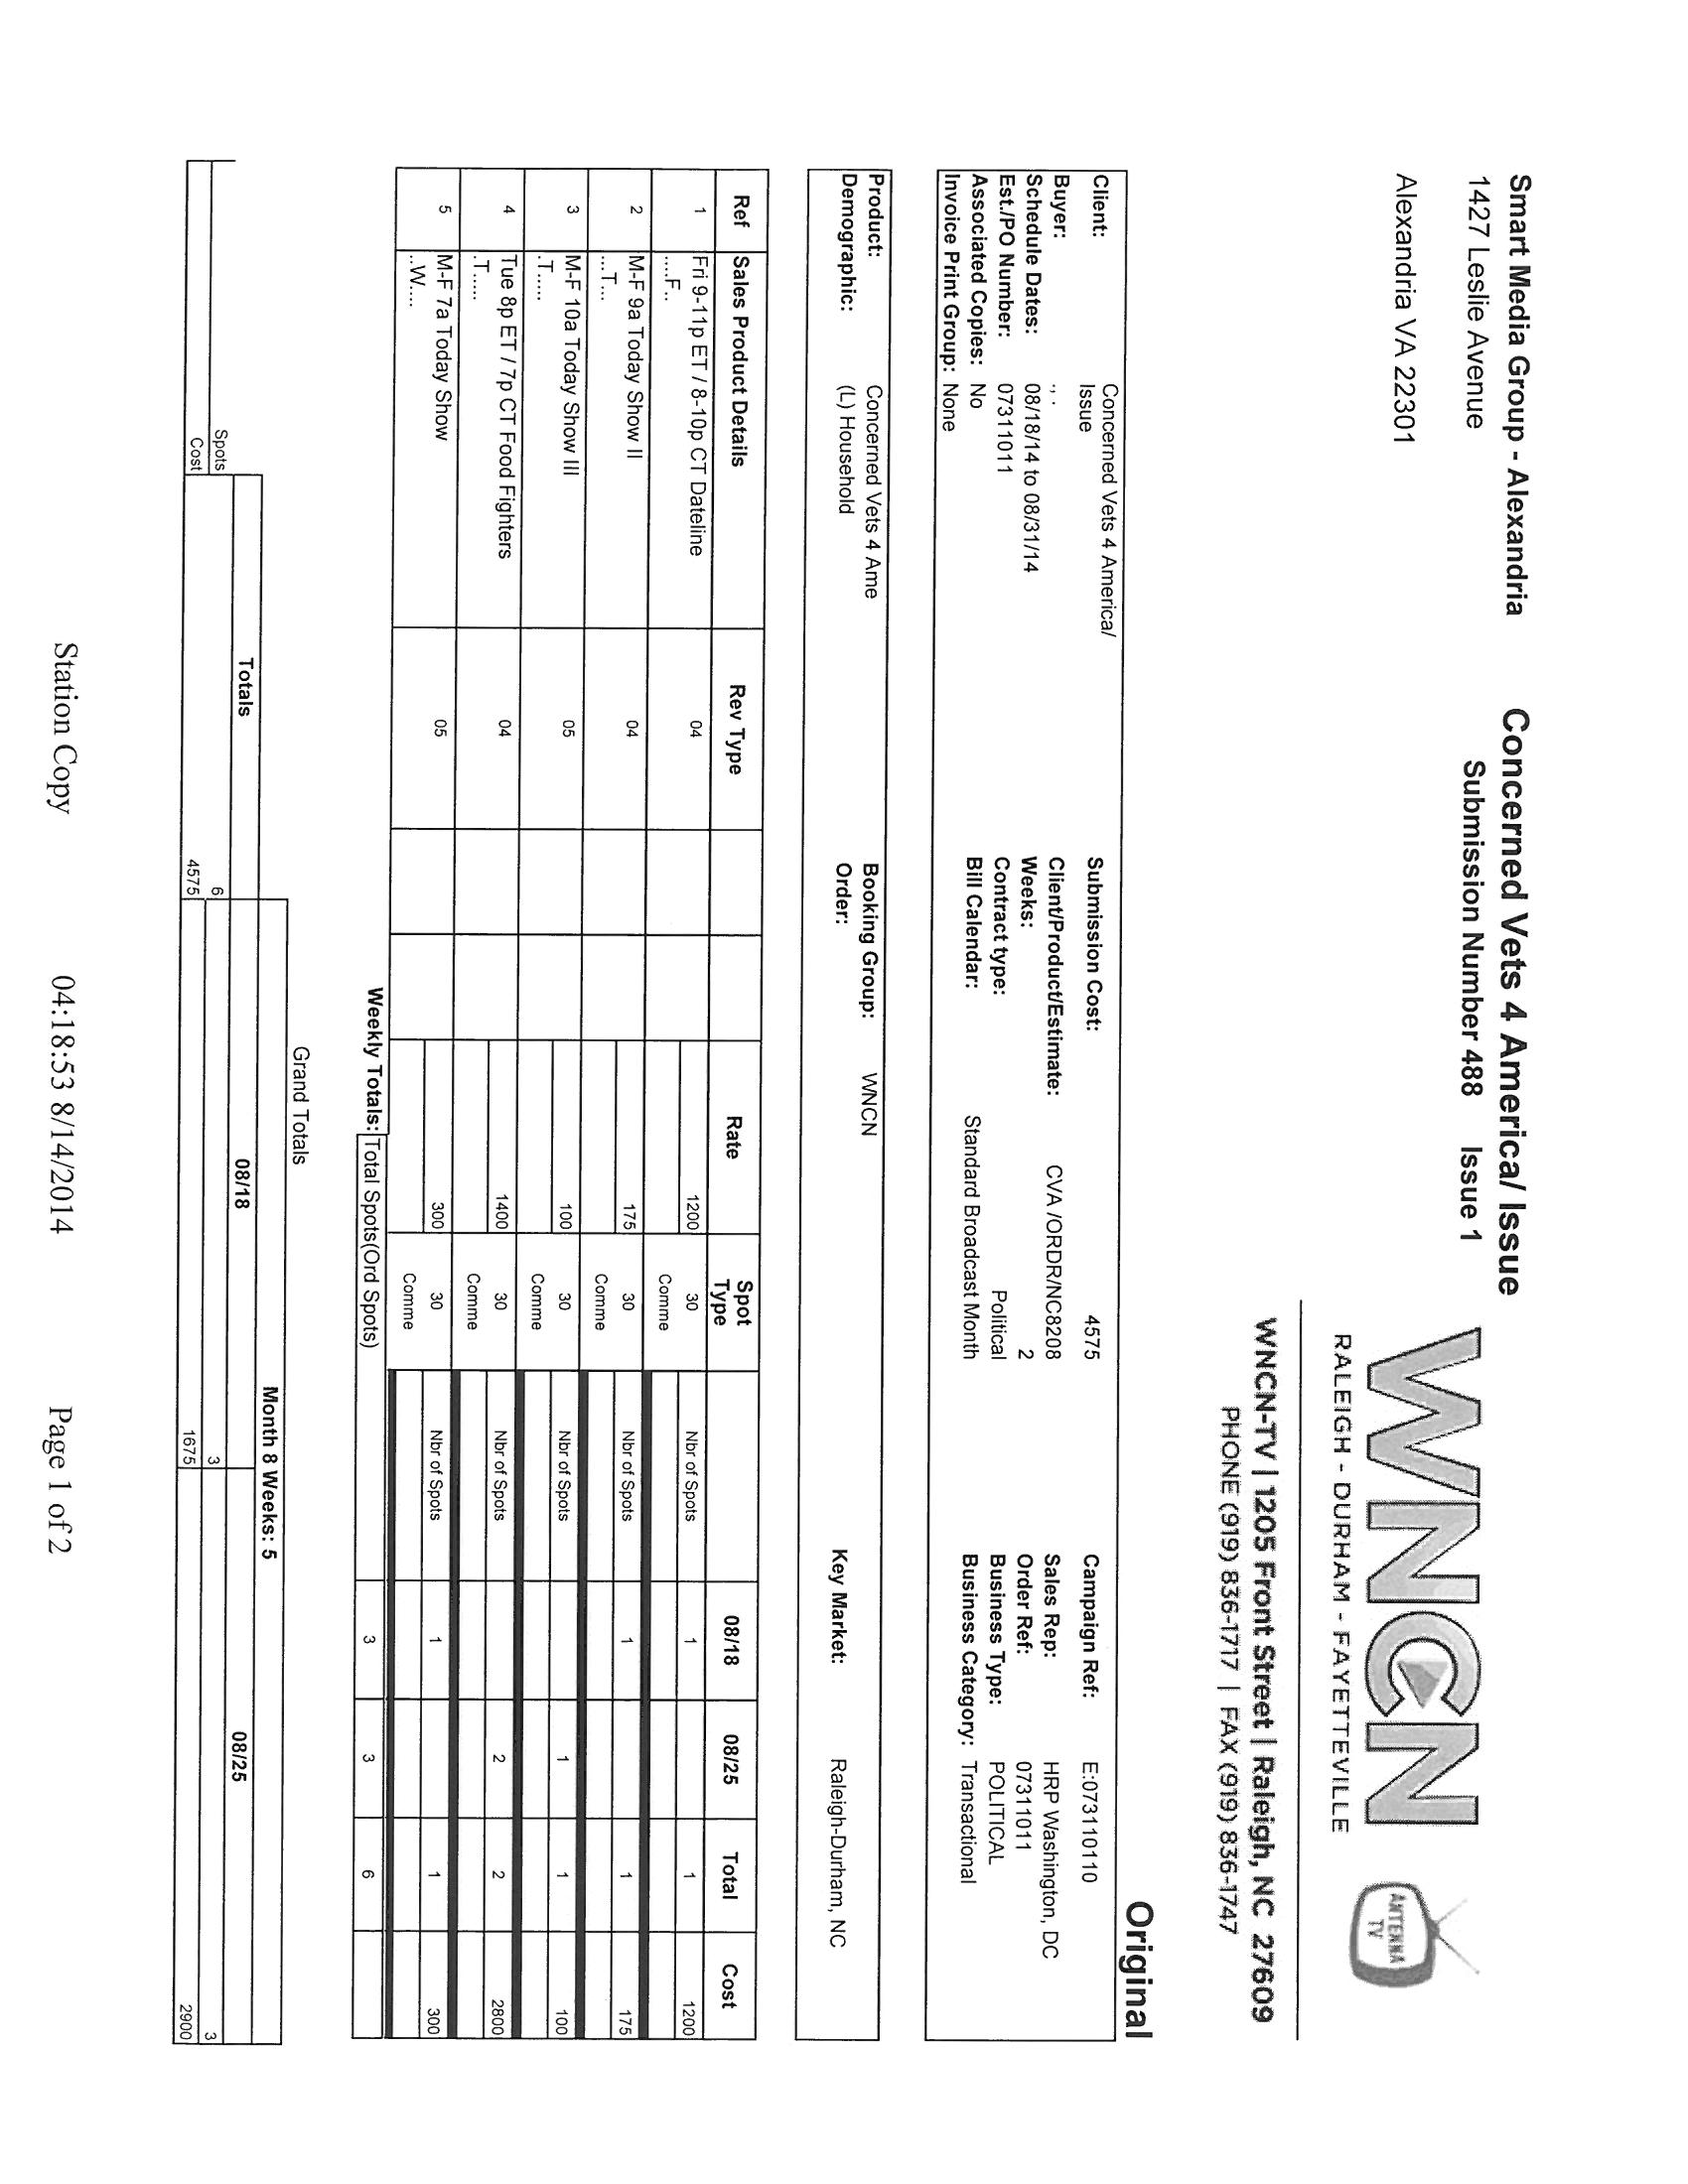 Smart Media Group - Alexandria
1427 Leslie Avenue
Alexandria VA 22301
Concerned Vets 4 America/ Issue
Submission Number 488 Issue 1
WNCN
RALEIGH - DURHAM - FAYETTEVILLE
ANTENNA TV
WNCN-TV | 1205 Front Street | Raleigh, NC 27609
PHONE (919) 836-1717 | FAX (919) 836-1747
Original
Client: Concerned Vets 4 America/ Issue Submission Cost: 4575 Campaign Ref: E:073110110
Buyer: , . Client/Product/Estimate: CVA /ORDR/NC8208 Sales Rep: HRP Washington, DC
Schedule Dates: 08/18/14 to 08/31/14 Weeks: 2 Order Ref: 07311011
Est./PO Number: 07311011 Contract type: Political Business Type: POLITICAL
Associated Copies: No Bill Calendar: Standard Broadcast Month Business Category: Transactional
Invoice Print Group: None
Product: Concerned Vets 4 Ame Booking Group: WNCN
Demographic: (L) Household Order: Key Market: Raleigh-Durham, NC
Ref Sales Product Details Rev Type Rate Spot Type 08/18 08/25 Total Cost
1 Fri 9-11p ET / 8-10p CT Dateline 04 1200 30 Nbr of Spots 1 1 1200
....F.. Comme
2 M-F 9a Today Show II 04 175 30 Nbr of Spots 1 1 175
...T... Comme
3 M-F 10a Today Show III 05 100 30 Nbr of Spots 1 1 100
.T..... Comme
4 Tue 8p ET / 7p CT Food Fighters 04 1400 30 Nbr of Spots 2 2 2800
.T..... Comme
5 M-F 7a Today Show 05 300 30 Nbr of Spots 1 1 300
..W.... Comme
Weekly Totals: Total Spots(Ord Spots) 3 3 6
Grand Totals
Month 8 Weeks: 5
Totals 08/18 08/25
Spots 6 3 3
Cost 4575 1675 2900
Station Copy 04:18:53 8/14/2014 Page 1 of 2